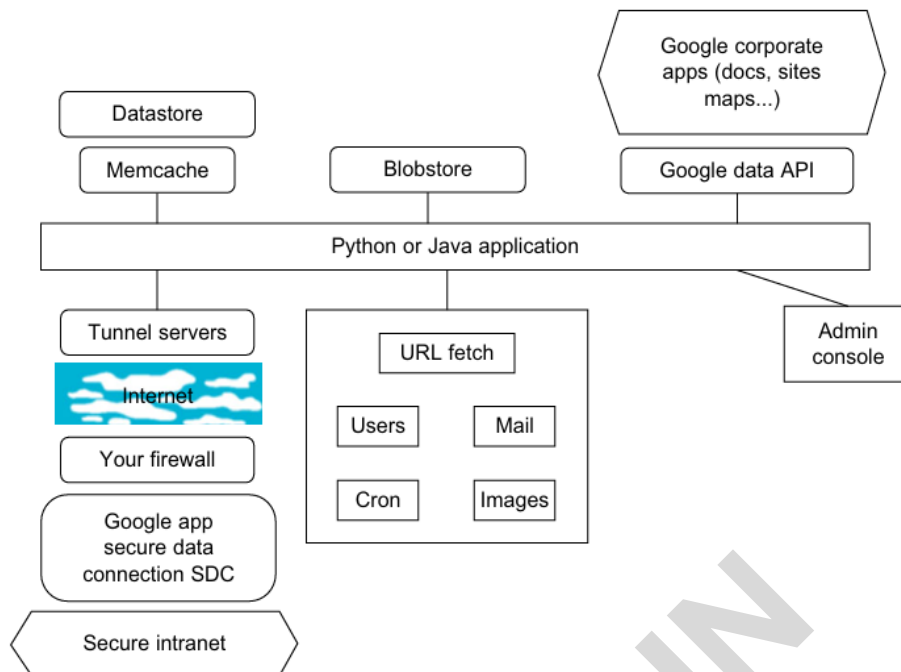 Google corporate
apps (docs, sites
maps...)
Datastore
Memcache
Blobstore
Google data API
Python or Java application
Tunnel servers
Internet
Your firewall
Google app
secure data
connection SDC
Secure intranet
URL fetch
Users
Mail
Cron
Images
Admin
console
IN